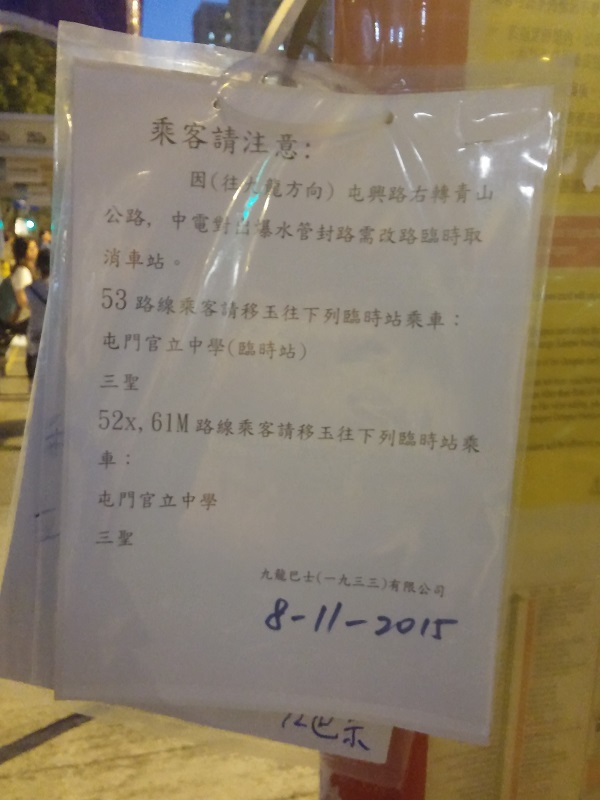 乘客請注意：
因(往九龍方向) 屯興路右轉青山
公路, 中電對出爆水管封路需改路臨時取
消車站。
53 路線乘客請移玉往下列臨時站乘車：
屯門官立中學(臨時站)
三聖
52x, 61M 路線乘客請移玉往下列臨時站乘
車：
屯門官立中學
三聖
九龍巴士(一九三三)有限公司
8-11-2015